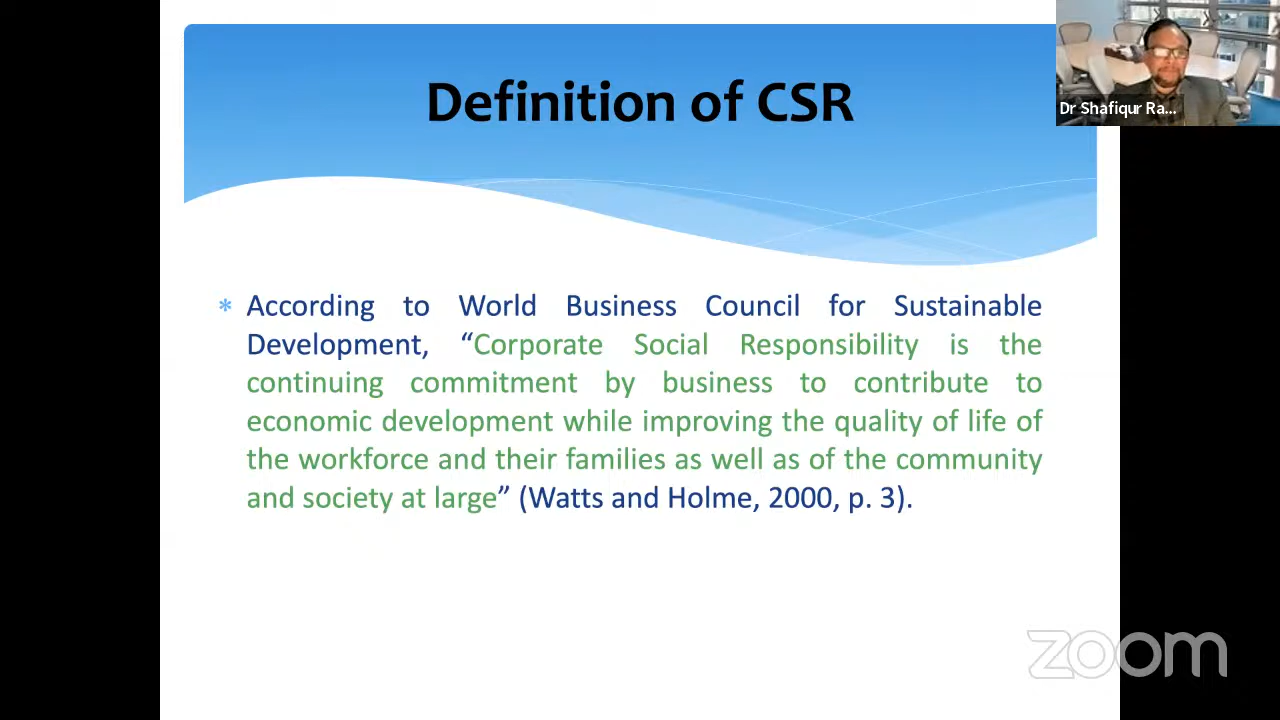 Definition of CSR
Dr Shafiqur Ra...
* According to World Business Council for Sustainable
Development, “Corporate Social Responsibility is the
continuing commitment by business to contribute to
economic development while improving the quality of life of
the workforce and their families as well as of the community
and society at large” (Watts and Holme, 2000, p. 3).
zoom